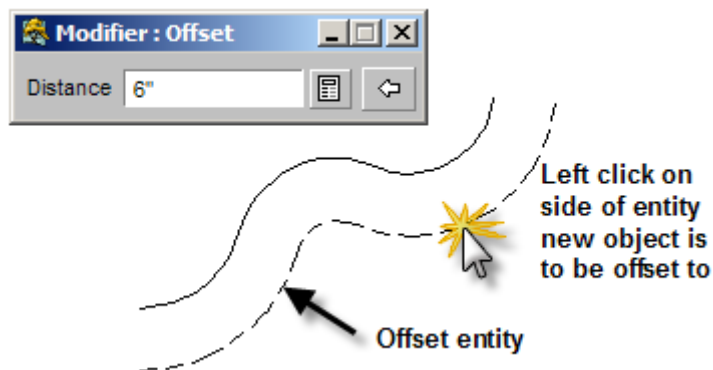 Modifier : Offset
Distance 6"
Left click on
side of entity
new object is
to be offset to
Offset entity